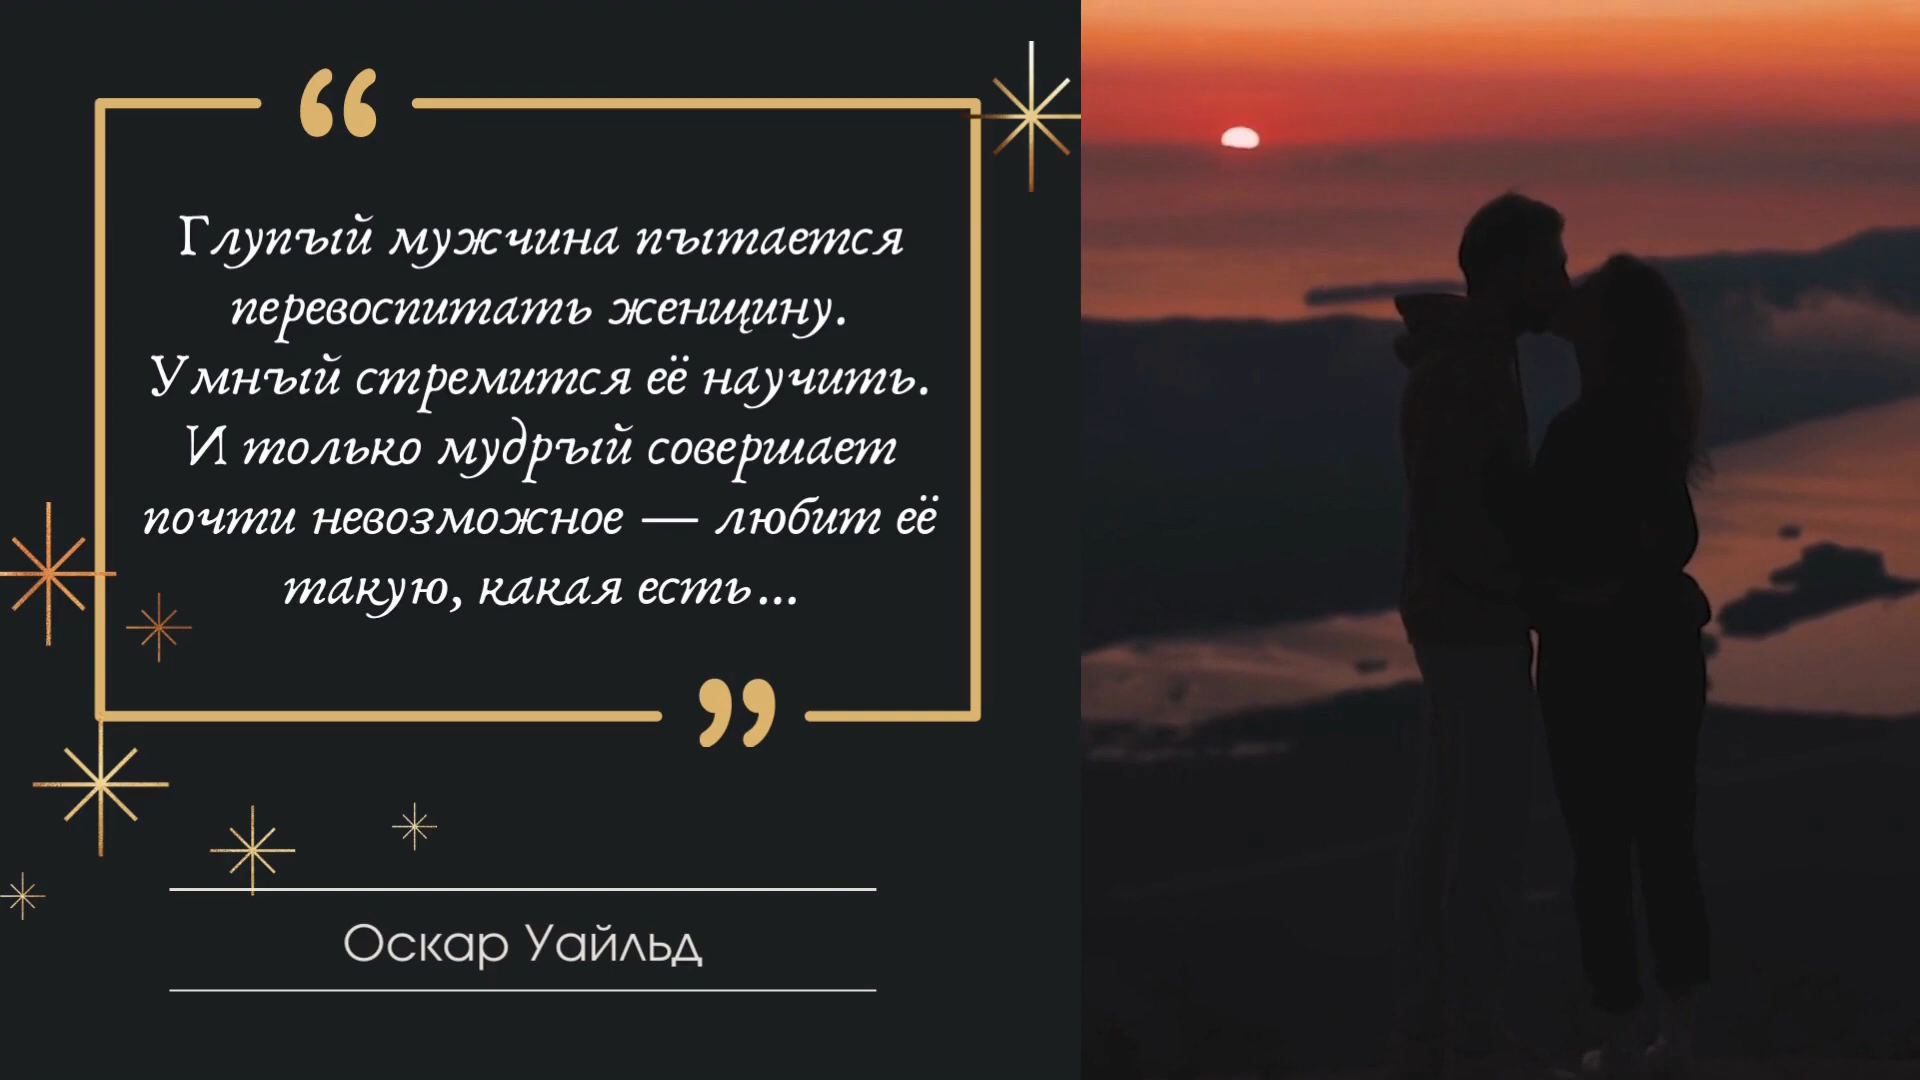 “
Глупый мужчина пытается
перевоспитать женщину.
Умный стремится её научить.
И только мудрый совершает
почти невозможное — любит её
такую, какая есть...
”
Оскар Уайльд